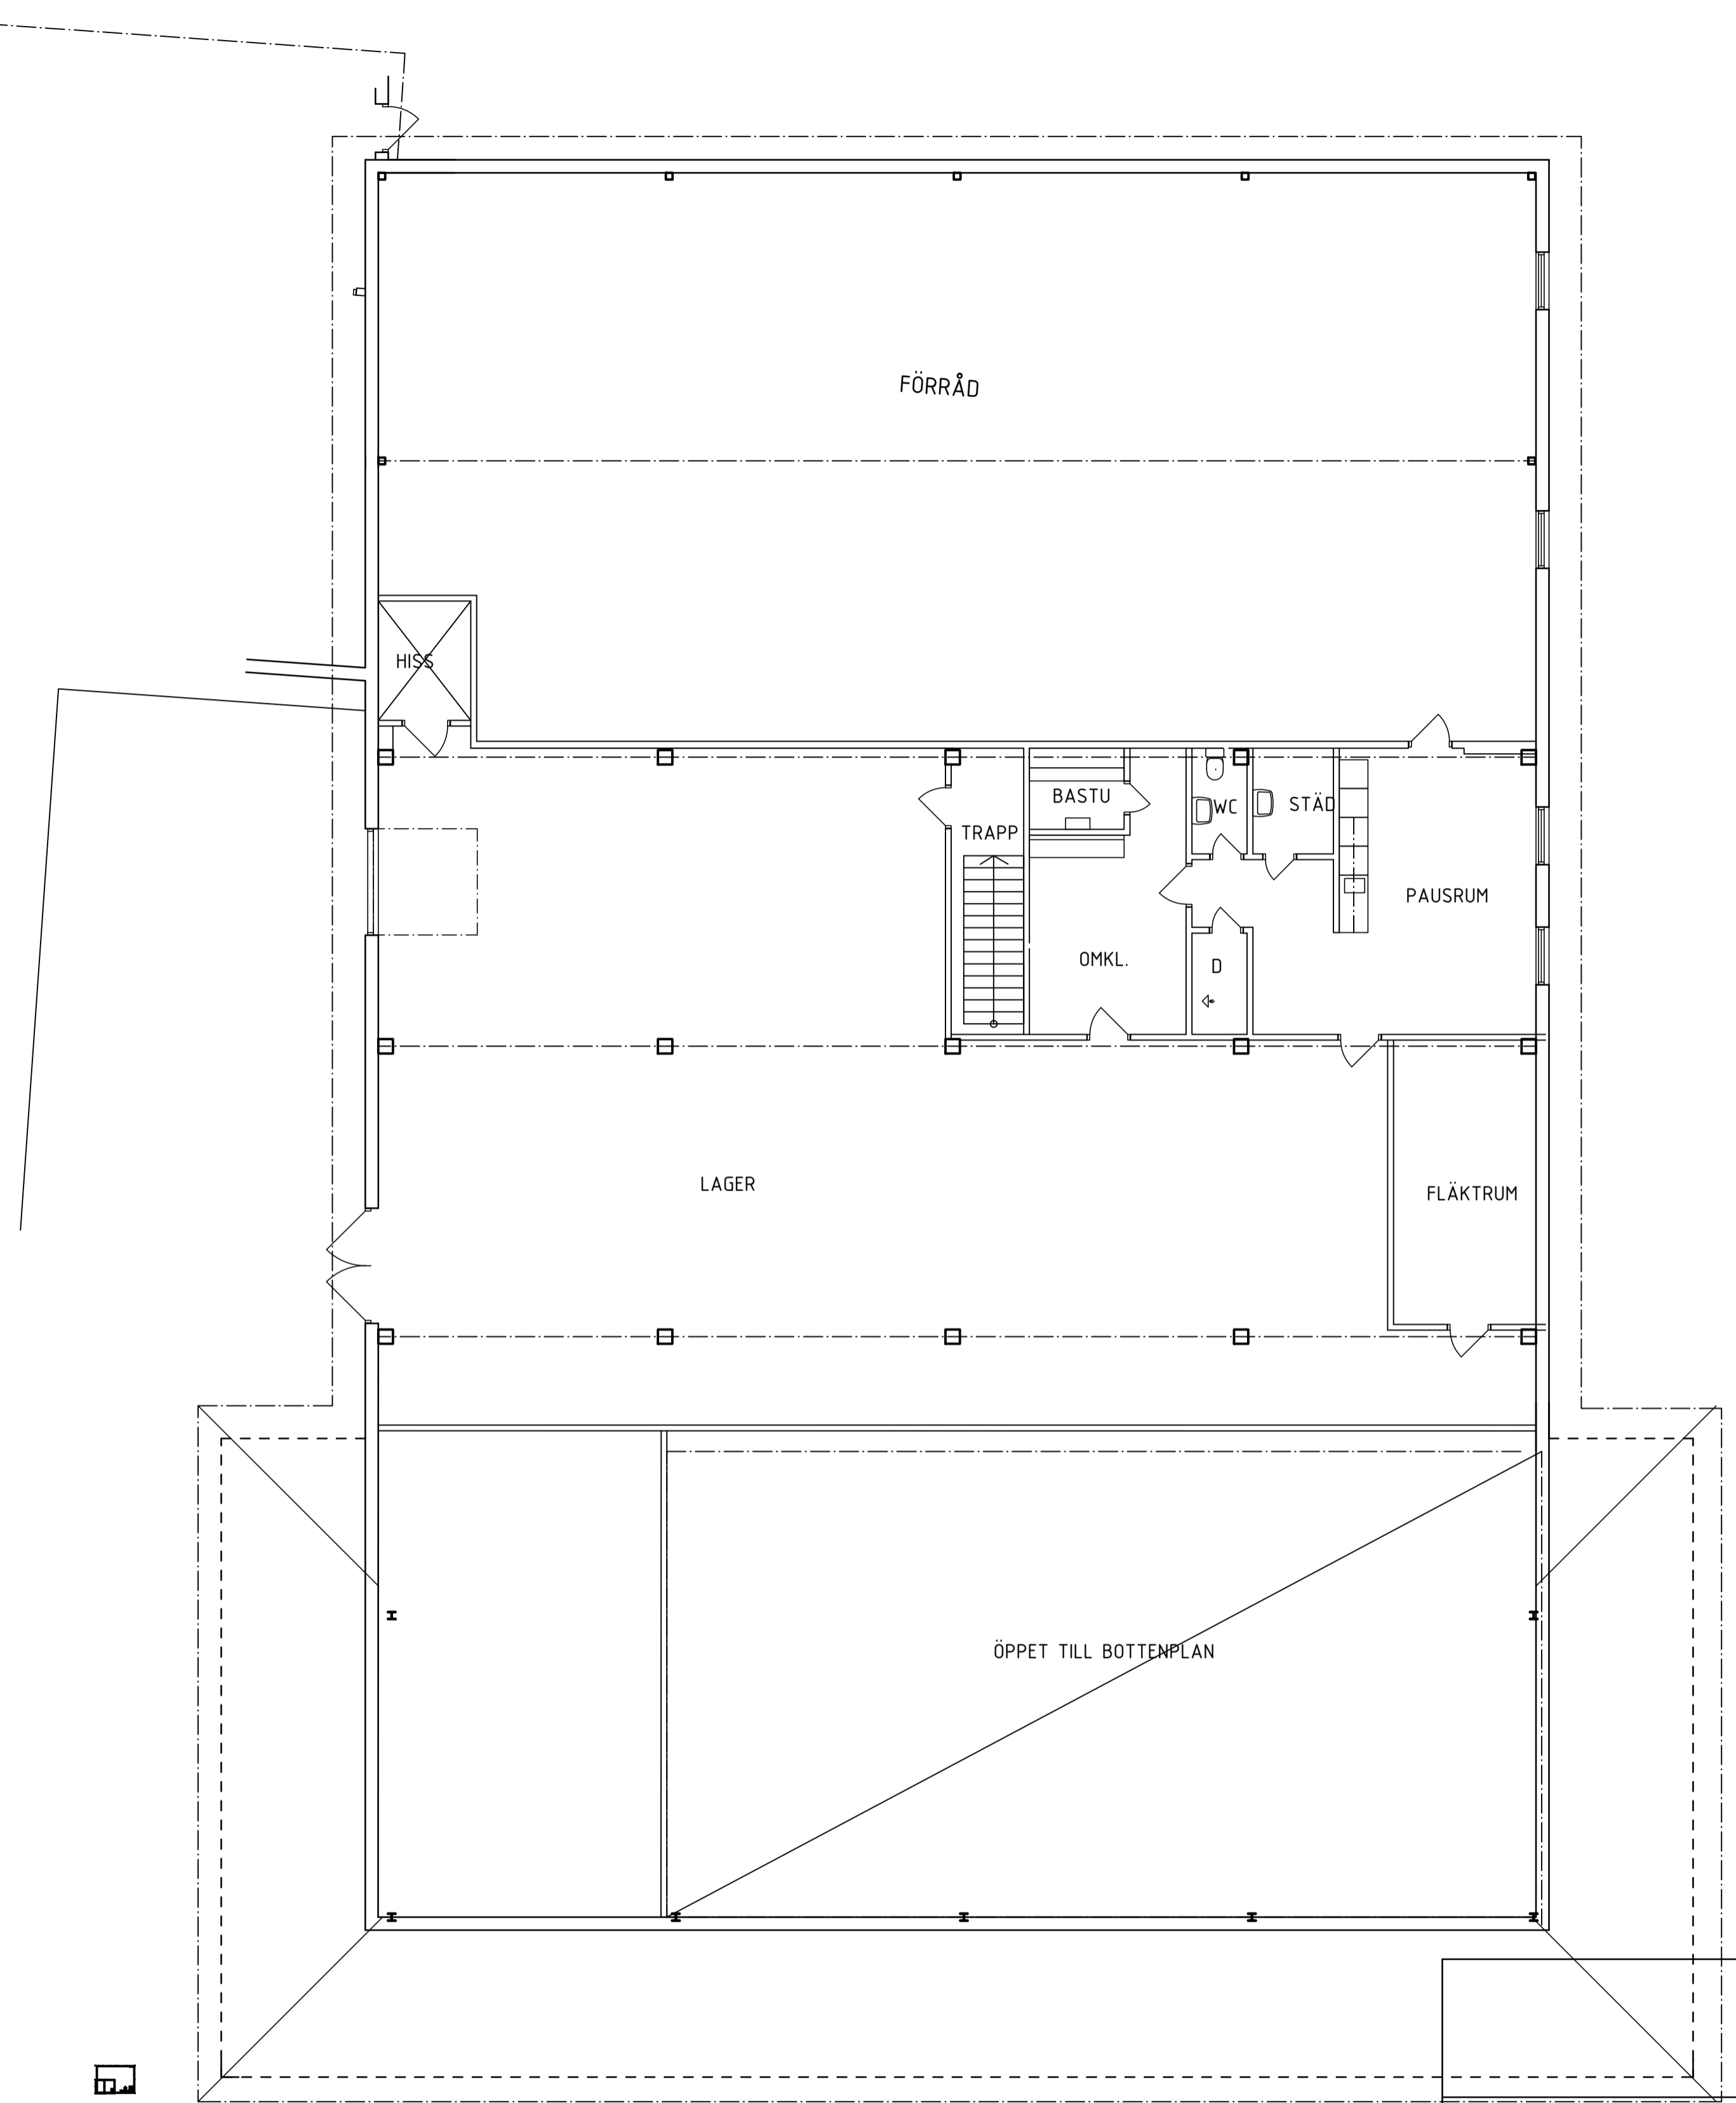 FÖRRÅD
HISS
BASTU
WC
STÄD
TRAPP
PAUSRUM
OMKL.
D
LAGER
FLÄKTRUM
ÖPPET TILL BOTTENPLAN